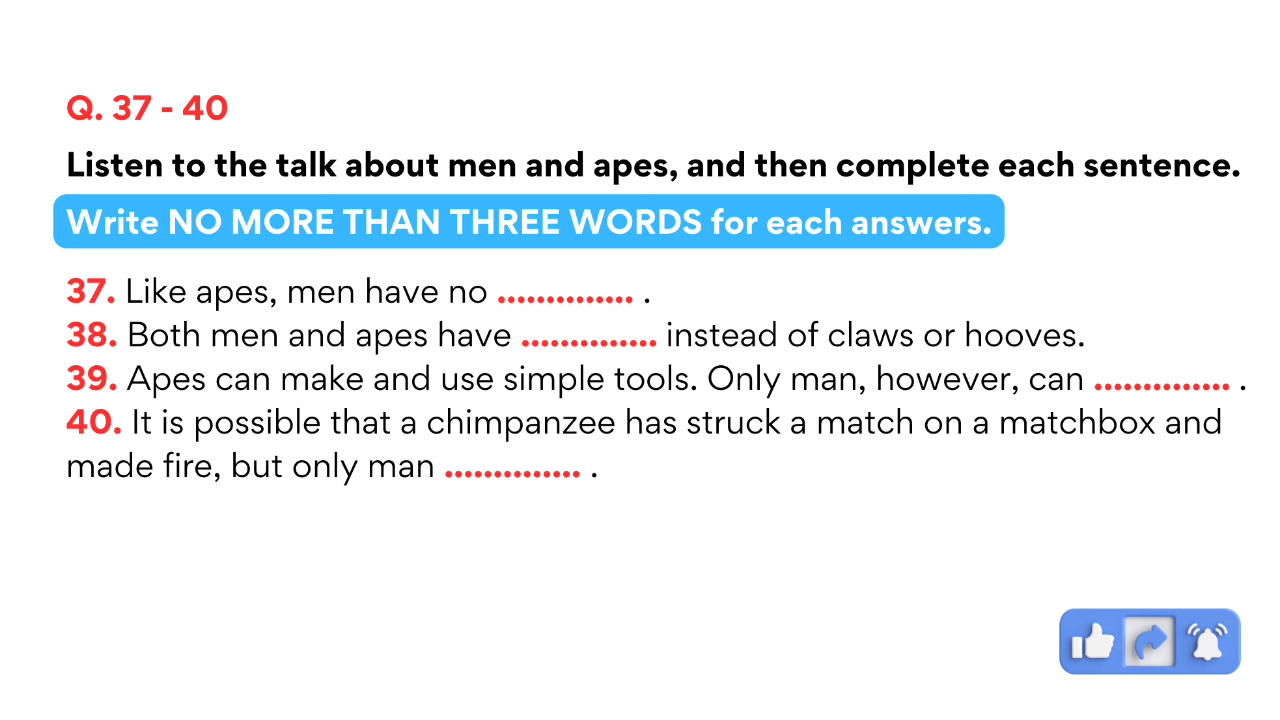 Q. 37 - 40
Listen to the talk about men and apes, and then complete each sentence.
Write NO MORE THAN THREE WORDS for each answers.
37. Like apes, men have no .............. .
38. Both men and apes have .............. instead of claws or hooves.
39. Apes can make and use simple tools. Only man, however, can .............. .
40. It is possible that a chimpanzee has struck a match on a matchbox and
made fire, but only man .............. .